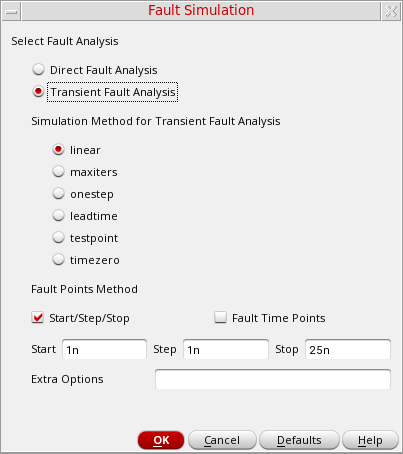 Fault Simulation
Select Fault Analysis
Direct Fault Analysis
Transient Fault Analysis
Simulation Method for Transient Fault Analysis
linear
maxiters
onestep
leadtime
testpoint
timezero
Fault Points Method
Start/Step/Stop Fault Time Points
Start 1n Step 1n Stop 25n
Extra Options
OK Cancel Defaults Help